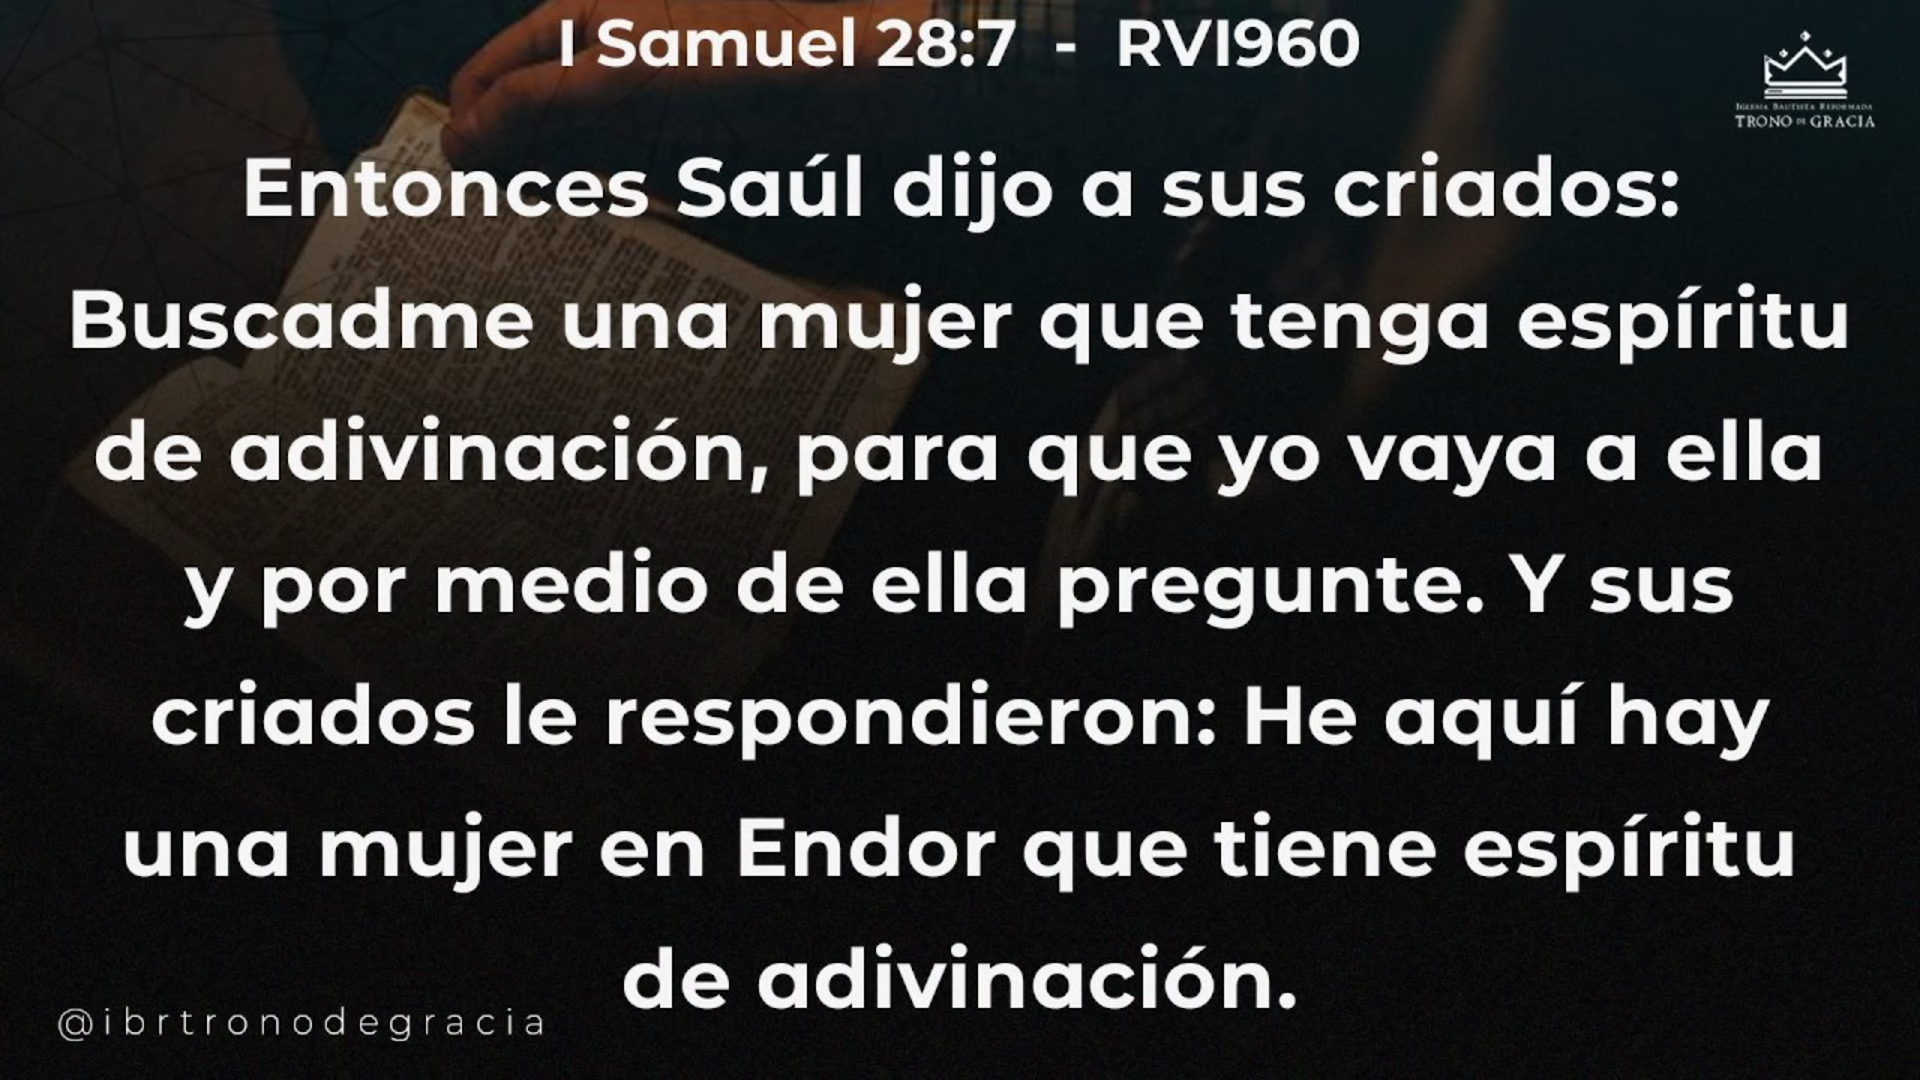 I Samuel 28:7 - RV1960
IGLESIA BAUTISTA REFORMADA
TRONO DE GRACIA
Entonces Saúl dijo a sus criados:
Buscadme una mujer que tenga espíritu
de adivinación, para que yo vaya a ella
y por medio de ella pregunte. Y sus
criados le respondieron: He aquí hay
una mujer en Endor que tiene espíritu
de adivinación.
@ibrtronodegracia